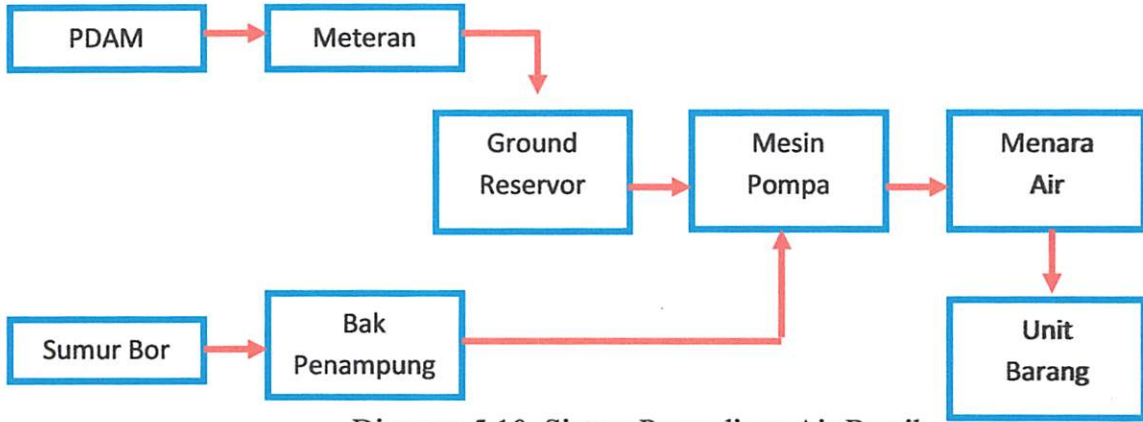 PDAM
Meteran
Ground
Reservor
Mesin
Pompa
Menara
Air
Sumur Bor
Bak
Penampung
Unit
Barang